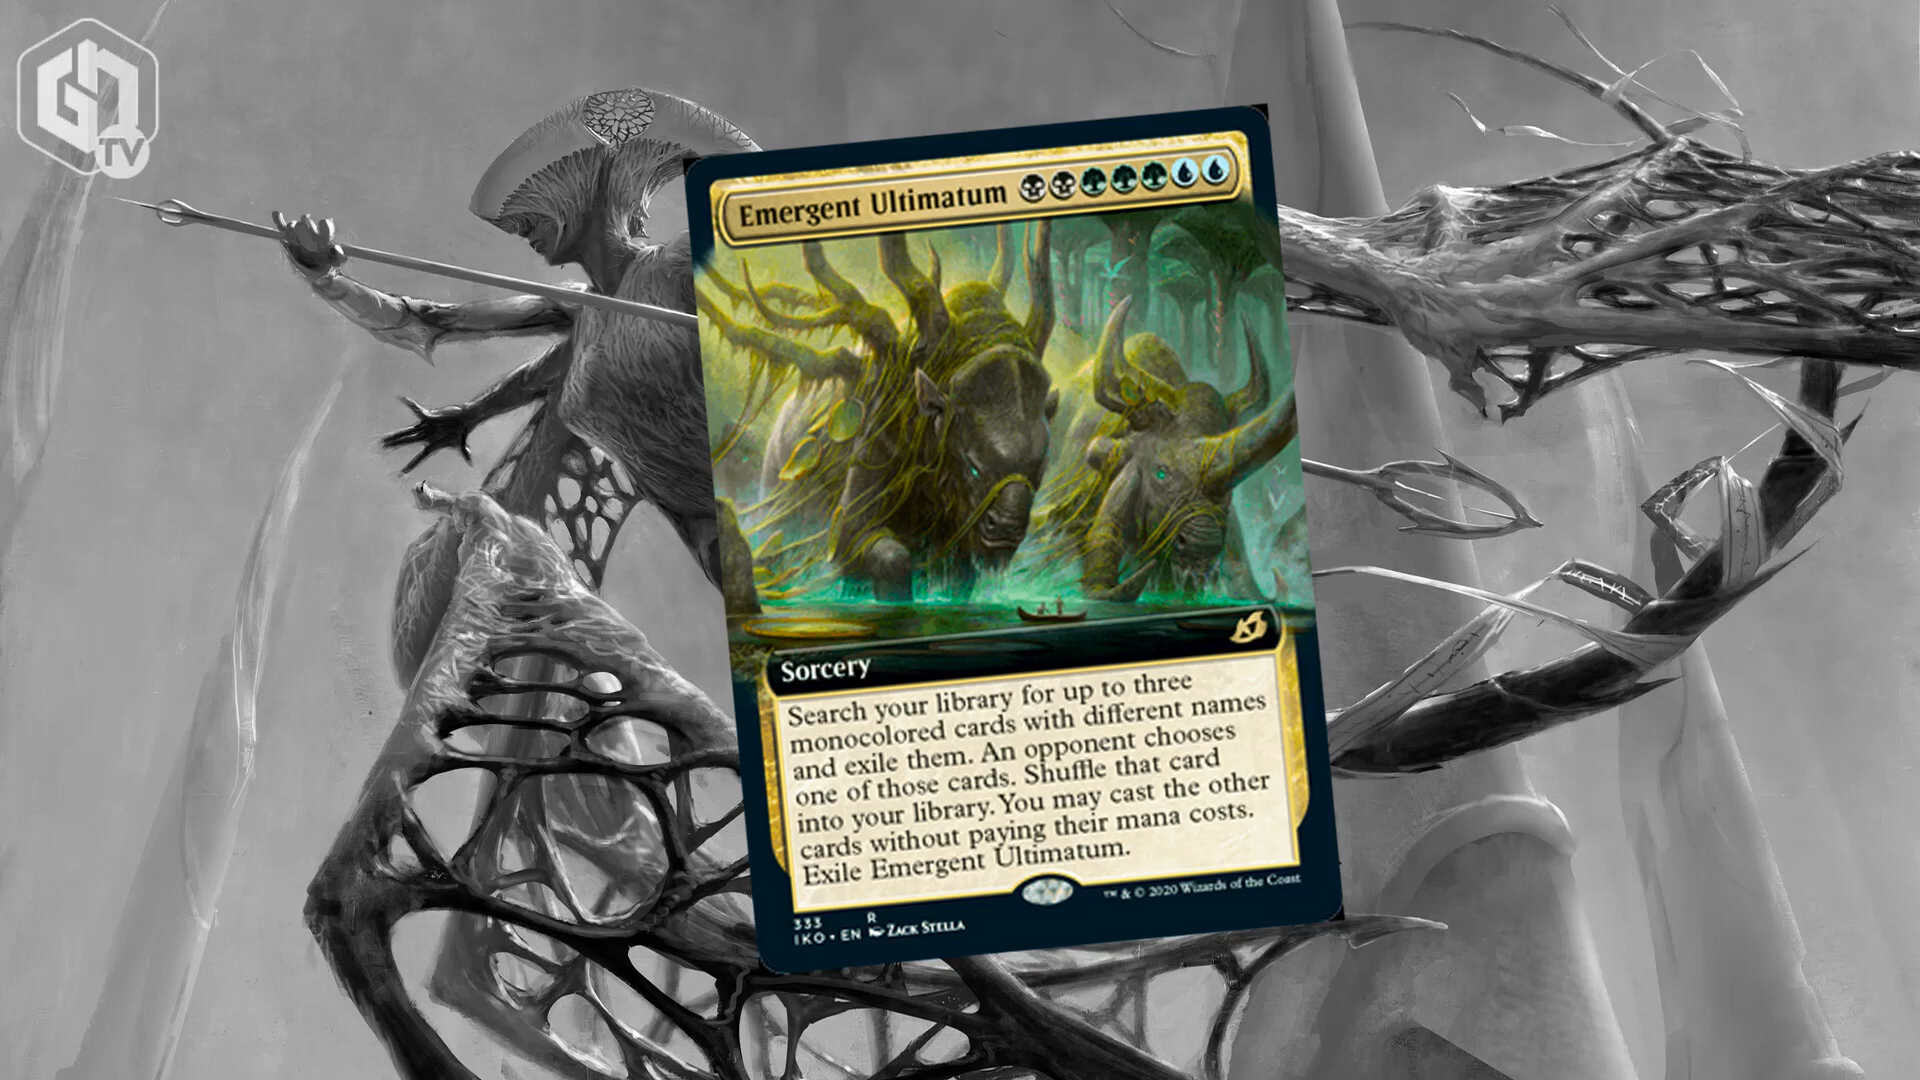 GN
TV
Emergent Ultimatum
Sorcery
Search your library for up to three
monocolored cards with different names
and exile them. An opponent chooses
one of those cards. Shuffle that card
into your library. You may cast the other
cards without paying their mana costs.
Exile Emergent Ultimatum.
333 R
IKO • EN Zack Stella
™ & © 2020 Wizards of the Coast